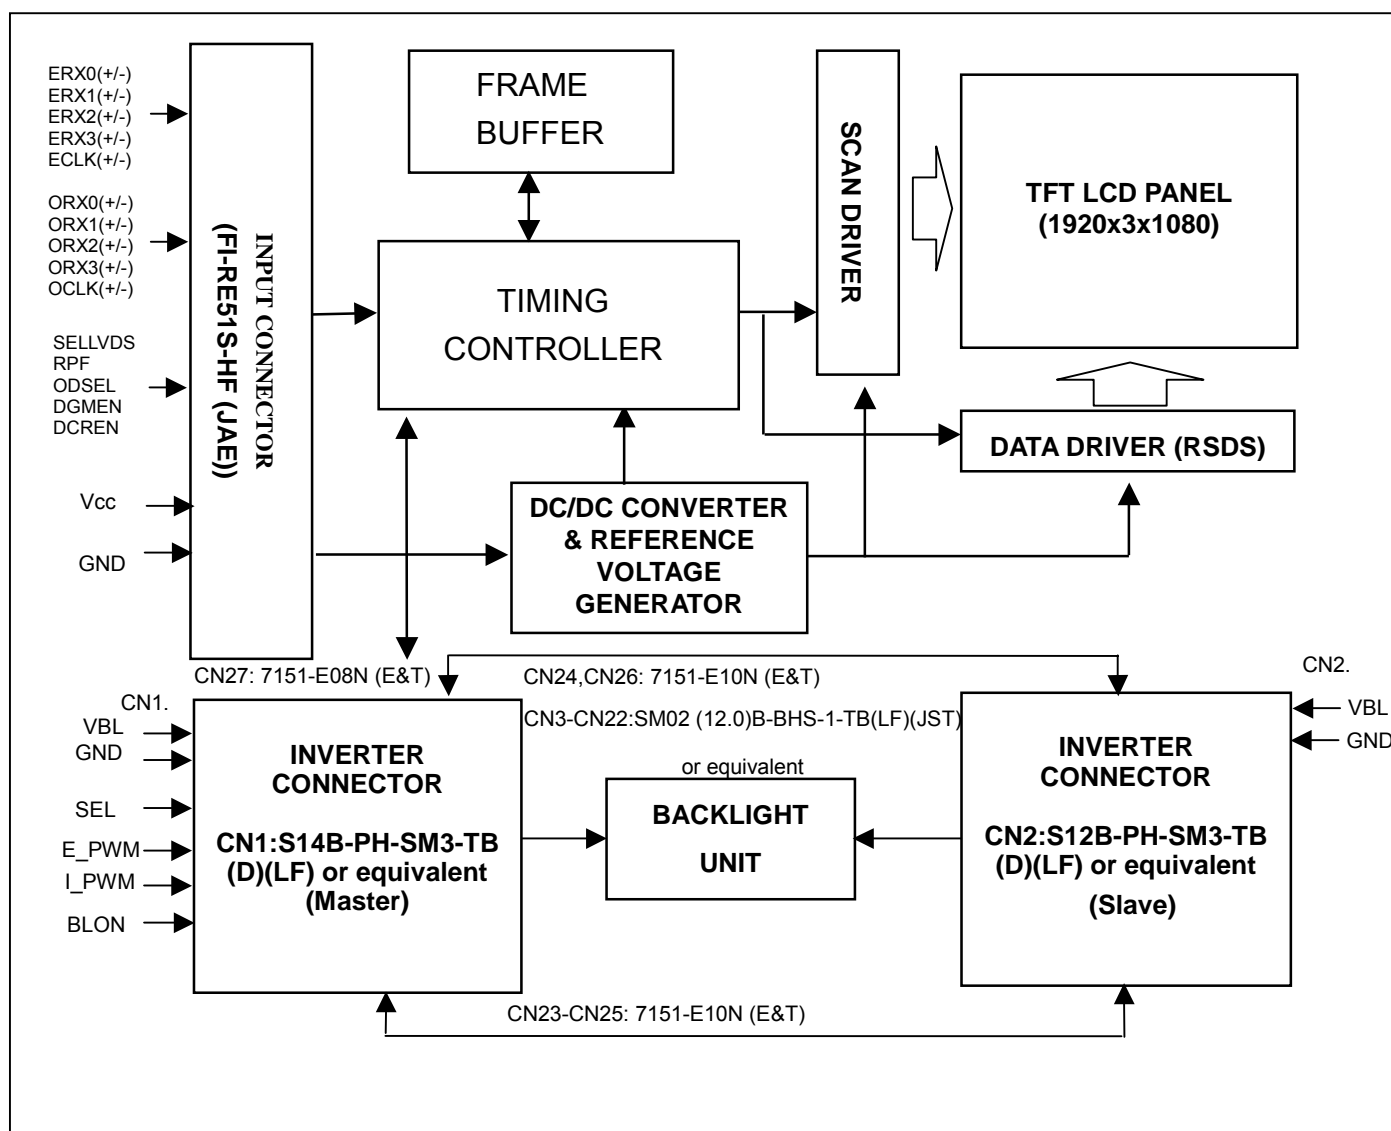 ERX0(+/-)
ERX1(+/-)
ERX2(+/-)
ERX3(+/-)
ECLK(+/-)
ORX0(+/-)
ORX1(+/-)
ORX2(+/-)
ORX3(+/-)
OCLK(+/-)
SELLVDS
RPF
ODSEL
DGMEN
DCREN
Vcc
GND
INPUT CONNECTOR
(FI-RE51S-HF (JAE))
FRAME
BUFFER
TIMING
CONTROLLER
SCAN DRIVER
TFT LCD PANEL
(1920x3x1080)
DATA DRIVER (RSDS)
DC/DC CONVERTER
& REFERENCE
VOLTAGE
GENERATOR
CN27: 7151-E08N (E&T)
CN24,CN26: 7151-E10N (E&T)
CN3-CN22:SM02 (12.0)B-BHS-1-TB(LF)(JST)
or equivalent
CN1.
VBL
GND
SEL
E_PWM
I_PWM
BLON
INVERTER
CONNECTOR
CN1:S14B-PH-SM3-TB
(D)(LF) or equivalent
(Master)
BACKLIGHT
UNIT
INVERTER
CONNECTOR
CN2:S12B-PH-SM3-TB
(D)(LF) or equivalent
(Slave)
CN2.
VBL
GND
CN23-CN25: 7151-E10N (E&T)